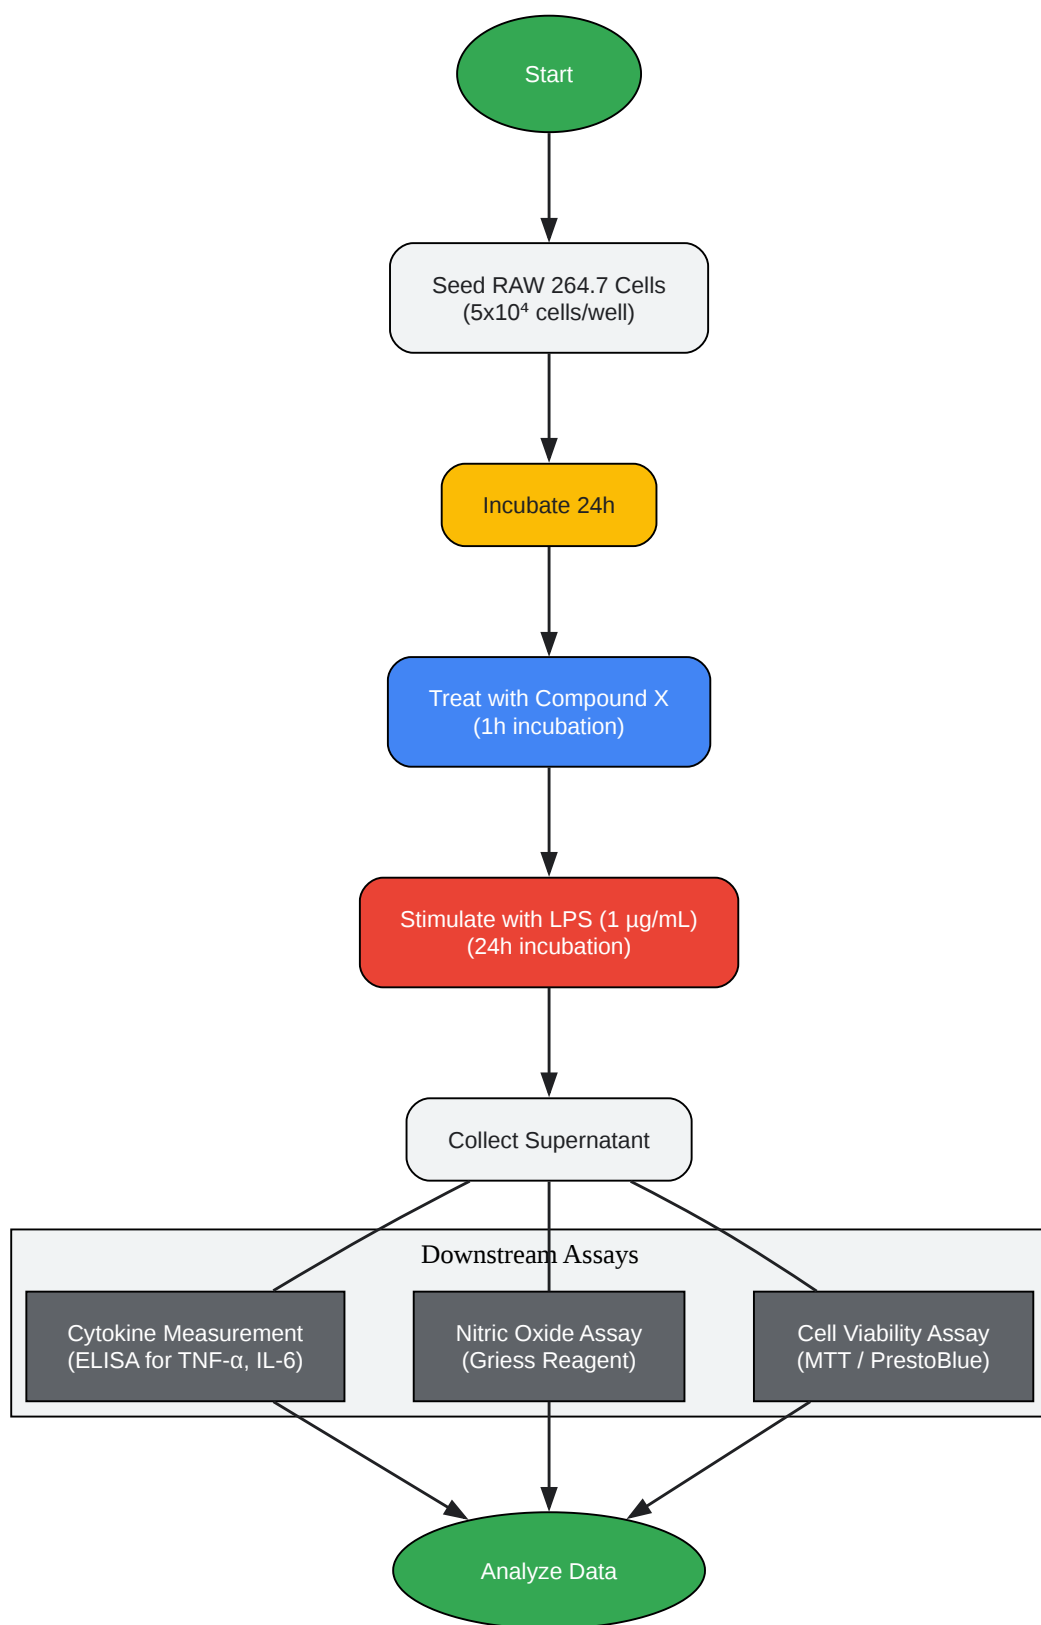 Start
Seed RAW 264.7 Cells
(5x10⁴ cells/well)
Incubate 24h
Treat with Compound X
(1h incubation)
Stimulate with LPS (1 µg/mL)
(24h incubation)
Collect Supernatant
Downstream Assays
Cytokine Measurement
(ELISA for TNF-α, IL-6)
Nitric Oxide Assay
(Griess Reagent)
Cell Viability Assay
(MTT / PrestoBlue)
Analyze Data